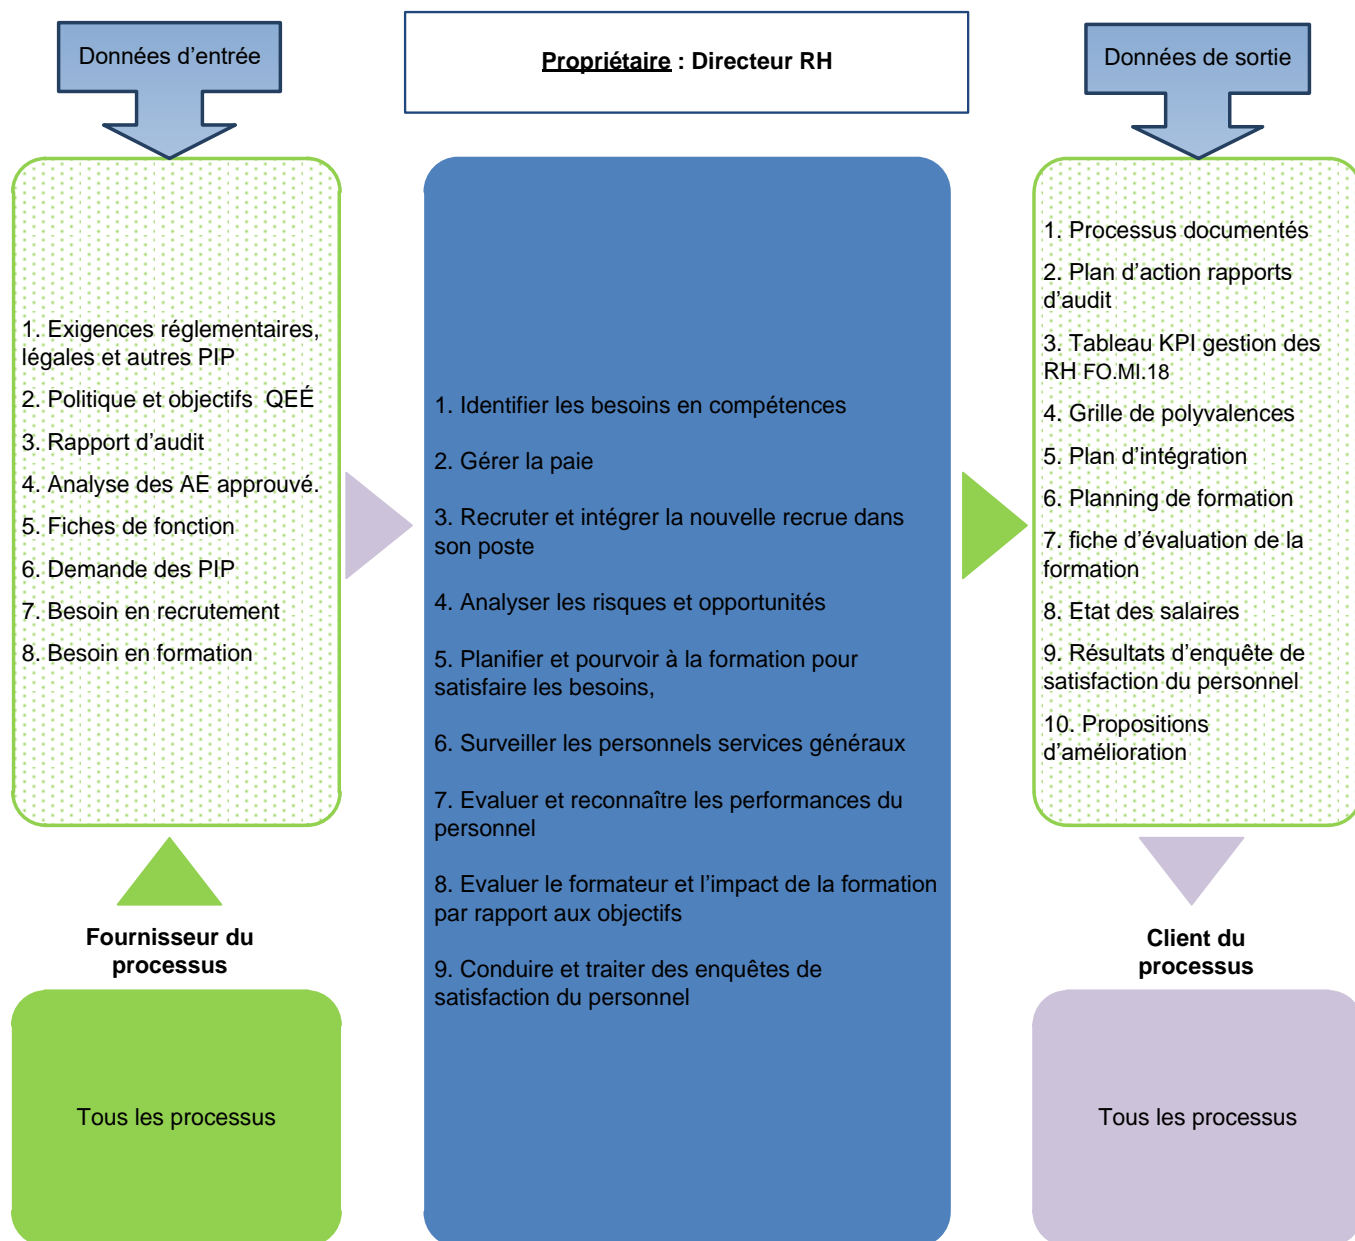 Données d’entrée
Propriétaire : Directeur RH
Données de sortie
1. Exigences réglementaires,
légales et autres PIP
2. Politique et objectifs QEÉ
3. Rapport d’audit
4. Analyse des AE approuvé.
5. Fiches de fonction
6. Demande des PIP
7. Besoin en recrutement
8. Besoin en formation
1. Identifier les besoins en compétences
2. Gérer la paie
3. Recruter et intégrer la nouvelle recrue dans
son poste
4. Analyser les risques et opportunités
5. Planifier et pourvoir à la formation pour
satisfaire les besoins,
6. Surveiller les personnels services généraux
7. Evaluer et reconnaître les performances du
personnel
8. Evaluer le formateur et l’impact de la formation
par rapport aux objectifs
9. Conduire et traiter des enquêtes de
satisfaction du personnel
1. Processus documentés
2. Plan d’action rapports
d’audit
3. Tableau KPI gestion des
RH FO.MI.18
4. Grille de polyvalences
5. Plan d’intégration
6. Planning de formation
7. fiche d’évaluation de la
formation
8. Etat des salaires
9. Résultats d’enquête de
satisfaction du personnel
10. Propositions
d’amélioration
Fournisseur du
processus
Tous les processus
Client du
processus
Tous les processus